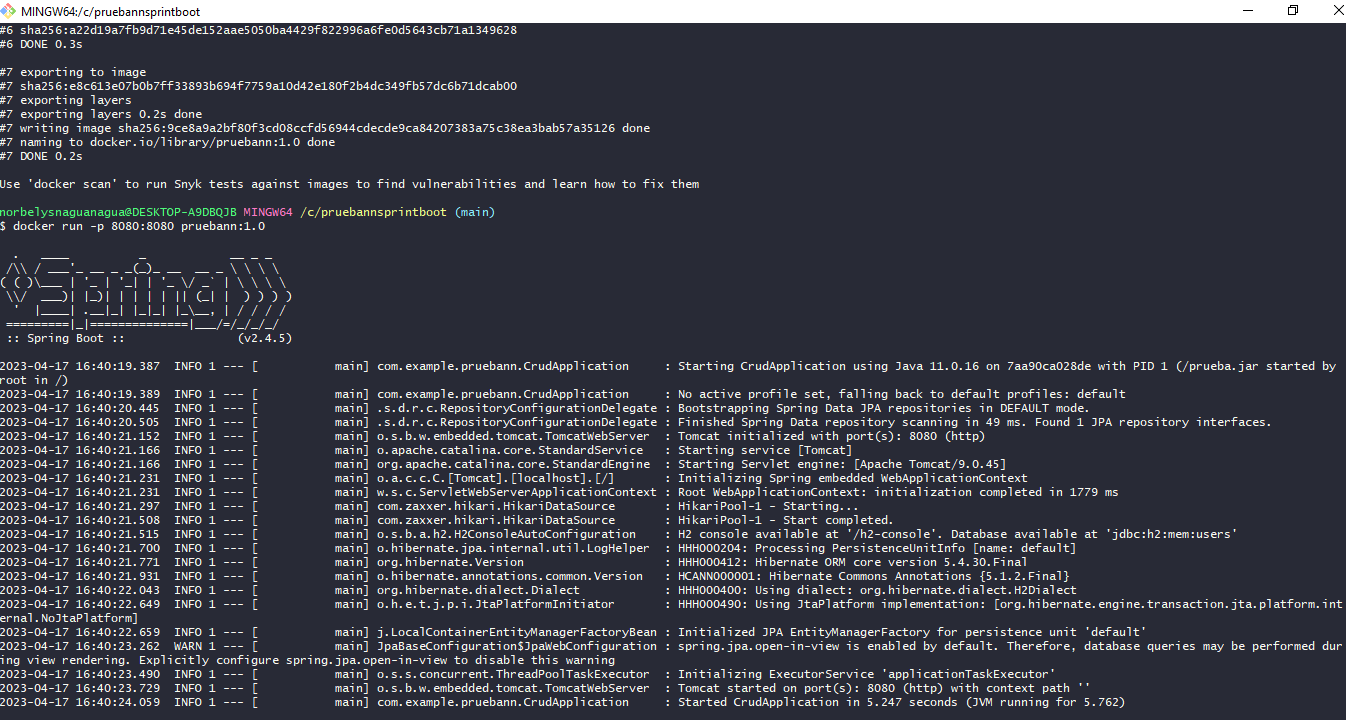 MINGW64:/c/pruebannsprintboot
#6 sha256:a22d19a7fb9d71e45de152aae5050ba4429f822996a6fe0d5643cb71a1349628
#6 DONE 0.3s
#7 exporting to image
#7 sha256:e8c613e07b0b7ff33893b694f7759a10d42e180f2b4dc349fb57dc6b71dcab00
#7 exporting layers
#7 exporting layers 0.2s done
#7 writing image sha256:9ce8a9a2bf80f3cd08ccfd56944cdecde9ca84207383a75c38ea3bab57a35126 done
#7 naming to docker.io/library/pruebann:1.0 done
#7 DONE 0.2s
Use 'docker scan' to run Snyk tests against images to find vulnerabilities and learn how to fix them
norbelysnaguanagua@DESKTOP-A9DBQJB MINGW64 /c/pruebannsprintboot (main)
$ docker run -p 8080:8080 pruebann:1.0
  .   ____          _            __ _ _
 /\\ / ___'_ __ _ _(_)_ __  __ _ \ \ \ \
( ( )\___ | '_ | '_| | '_ \/ _` | \ \ \ \
 \\/  ___)| |_)| | | | | || (_| |  ) ) ) )
  '  |____| .__|_| |_|_| |_\__, | / / / /
 =========|_|==============|___/=/_/_/_/
 :: Spring Boot ::                (v2.4.5)
2023-04-17 16:40:19.387  INFO 1 --- [           main] com.example.pruebann.CrudApplication     : Starting CrudApplication using Java 11.0.16 on 7aa90ca028de with PID 1 (/prueba.jar started by
root in /)
2023-04-17 16:40:19.389  INFO 1 --- [           main] com.example.pruebann.CrudApplication     : No active profile set, falling back to default profiles: default
2023-04-17 16:40:20.445  INFO 1 --- [           main] .s.d.r.c.RepositoryConfigurationDelegate : Bootstrapping Spring Data JPA repositories in DEFAULT mode.
2023-04-17 16:40:20.505  INFO 1 --- [           main] .s.d.r.c.RepositoryConfigurationDelegate : Finished Spring Data repository scanning in 49 ms. Found 1 JPA repository interfaces.
2023-04-17 16:40:21.152  INFO 1 --- [           main] o.s.b.w.embedded.tomcat.TomcatWebServer  : Tomcat initialized with port(s): 8080 (http)
2023-04-17 16:40:21.166  INFO 1 --- [           main] o.apache.catalina.core.StandardService   : Starting service [Tomcat]
2023-04-17 16:40:21.166  INFO 1 --- [           main] org.apache.catalina.core.StandardEngine  : Starting Servlet engine: [Apache Tomcat/9.0.45]
2023-04-17 16:40:21.231  INFO 1 --- [           main] o.a.c.c.C.[Tomcat].[localhost].[/]       : Initializing Spring embedded WebApplicationContext
2023-04-17 16:40:21.231  INFO 1 --- [           main] w.s.c.ServletWebServerApplicationContext : Root WebApplicationContext: initialization completed in 1779 ms
2023-04-17 16:40:21.297  INFO 1 --- [           main] com.zaxxer.hikari.HikariDataSource       : HikariPool-1 - Starting...
2023-04-17 16:40:21.508  INFO 1 --- [           main] com.zaxxer.hikari.HikariDataSource       : HikariPool-1 - Start completed.
2023-04-17 16:40:21.515  INFO 1 --- [           main] o.s.b.a.h2.H2ConsoleAutoConfiguration    : H2 console available at '/h2-console'. Database available at 'jdbc:h2:mem:users'
2023-04-17 16:40:21.700  INFO 1 --- [           main] o.hibernate.jpa.internal.util.LogHelper  : HHH000204: Processing PersistenceUnitInfo [name: default]
2023-04-17 16:40:21.771  INFO 1 --- [           main] org.hibernate.Version                    : HHH000412: Hibernate ORM core version 5.4.30.Final
2023-04-17 16:40:21.931  INFO 1 --- [           main] o.hibernate.annotations.common.Version   : HCANN000001: Hibernate Commons Annotations {5.1.2.Final}
2023-04-17 16:40:22.043  INFO 1 --- [           main] org.hibernate.dialect.Dialect            : HHH000400: Using dialect: org.hibernate.dialect.H2Dialect
2023-04-17 16:40:22.649  INFO 1 --- [           main] o.h.e.t.j.p.i.JtaPlatformInitiator       : HHH000490: Using JtaPlatform implementation: [org.hibernate.engine.transaction.jta.platform.int
ernal.NoJtaPlatform]
2023-04-17 16:40:22.659  INFO 1 --- [           main] j.LocalContainerEntityManagerFactoryBean : Initialized JPA EntityManagerFactory for persistence unit 'default'
2023-04-17 16:40:23.262  WARN 1 --- [           main] JpaBaseConfiguration$JpaWebConfiguration : spring.jpa.open-in-view is enabled by default. Therefore, database queries may be performed dur
ing view rendering. Explicitly configure spring.jpa.open-in-view to disable this warning
2023-04-17 16:40:23.490  INFO 1 --- [           main] o.s.s.concurrent.ThreadPoolTaskExecutor  : Initializing ExecutorService 'applicationTaskExecutor'
2023-04-17 16:40:23.729  INFO 1 --- [           main] o.s.b.w.embedded.tomcat.TomcatWebServer  : Tomcat started on port(s): 8080 (http) with context path ''
2023-04-17 16:40:24.059  INFO 1 --- [           main] com.example.pruebann.CrudApplication     : Started CrudApplication in 5.247 seconds (JVM running for 5.762)